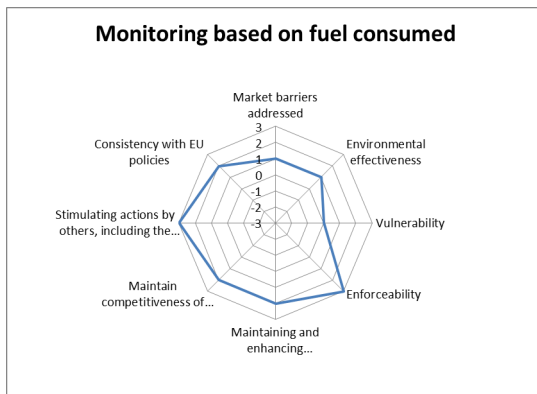 Monitoring based on fuel consumed
Market barriers
addressed
Environmental
effectiveness
Vulnerability
Enforceability
Maintaining and
enhancing...
Maintain
competitiveness of...
Stimulating actions by
others, including the...
Consistency with EU
policies
3
2
1
0
-1
-2
-3